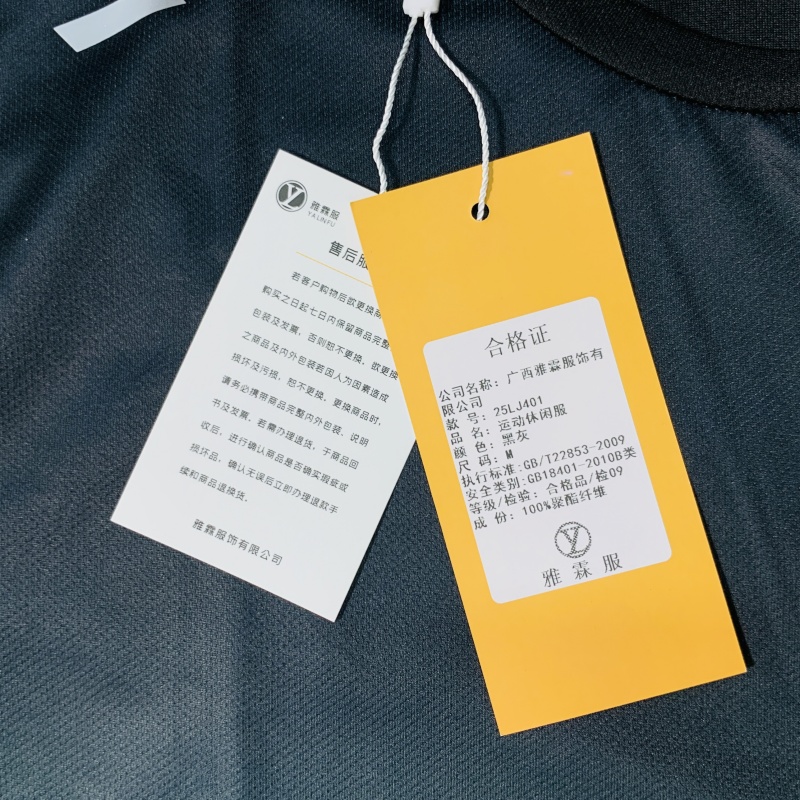 雅霖服
YALINFU
售后服
若客户购物后欲更换商
购买之日起七日内保留商品完整
包装及发票，否则恕不更换，欲更换
之商品及内外包装若因人为因素造成
损坏及污损，恕不更换，更换商品时，
请务必携带商品完整内外包装、说明
书及发票，若需办理退货，于商品回
收后，进行确认商品是否确实瑕疵或
损坏品，确认无误后立即办理退款手
续和商品退换货。
雅霖服饰有限公司
合格证
公司名称：广西雅霖服饰有
限公司
款 号：25LJ401
品 名：运动休闲服
颜 色：黑灰
尺 码：M
执行标准:GB/T22853-2009
安全类别:GB18401-2010B类
等级/检验：合格品/检09
成 份：100%聚酯纤维
雅 霖 服